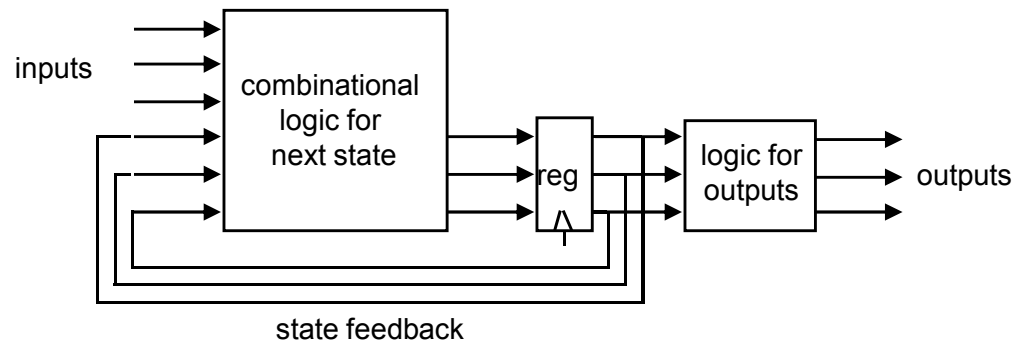 inputs
combinational
logic for
next state
reg
logic for
outputs
outputs
state feedback